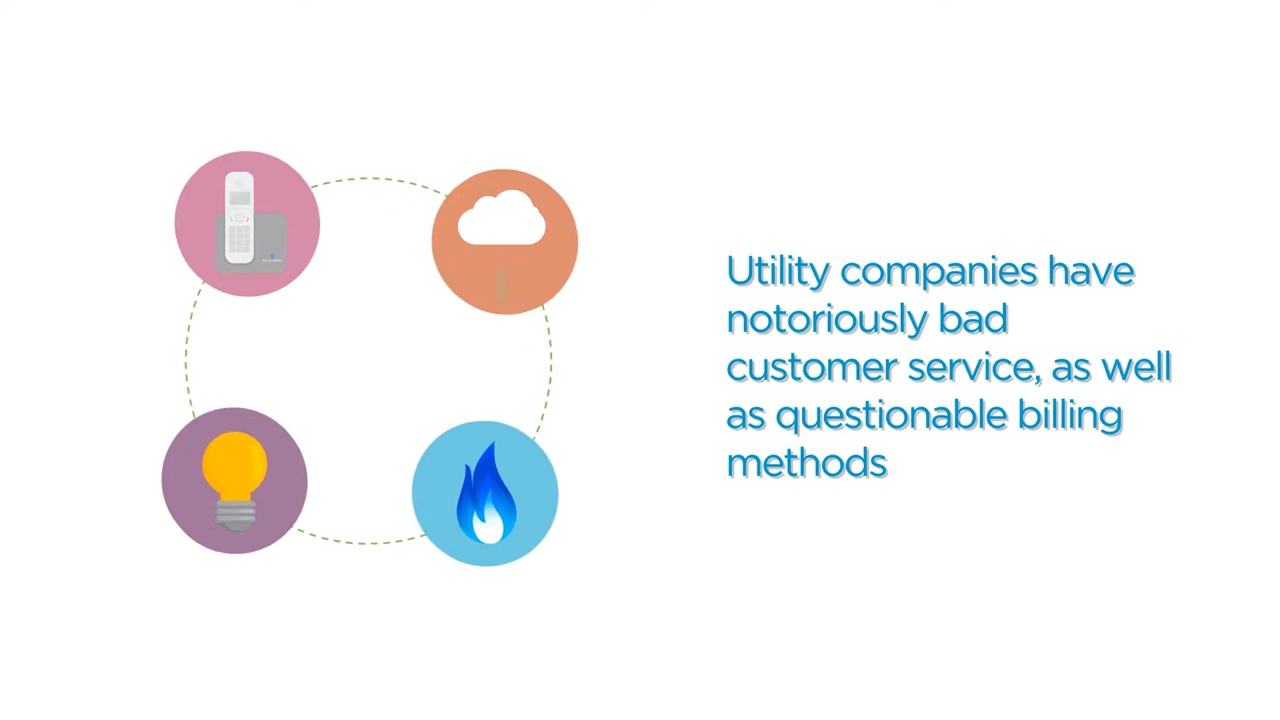 Utility companies have
notoriously bad
customer service, as well
as questionable billing
methods